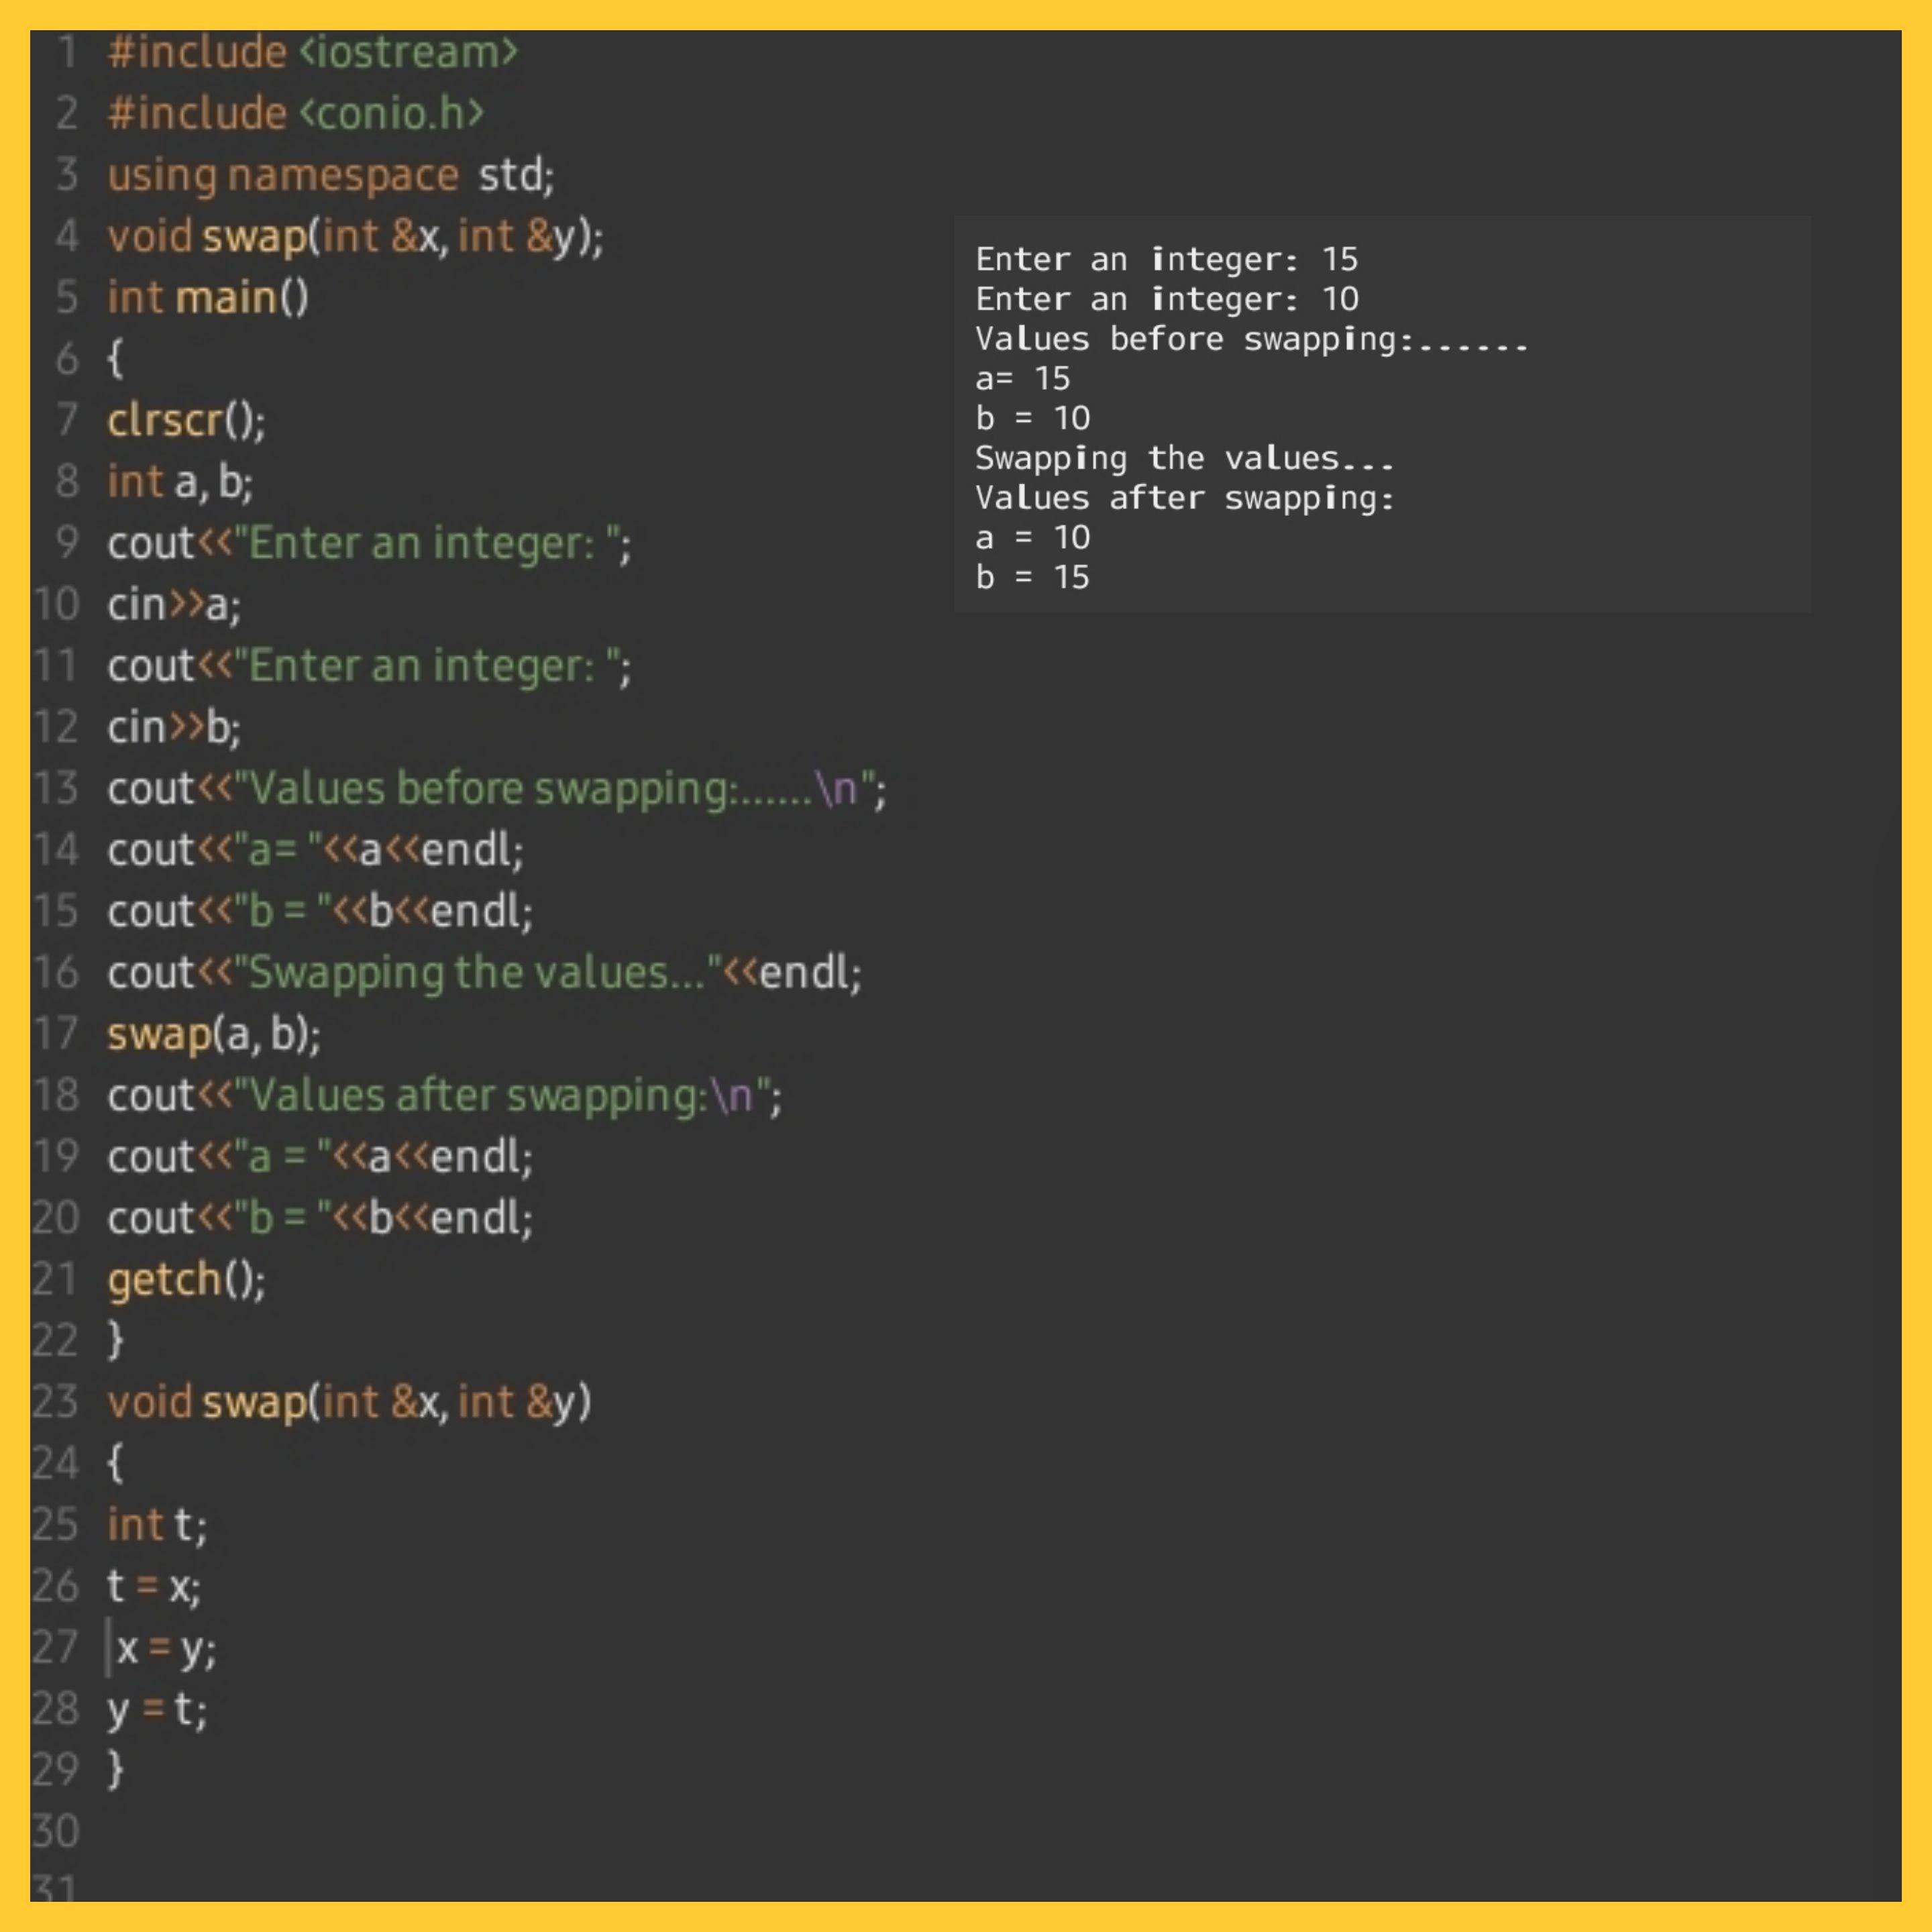 1 #include <iostream>
2 #include <conio.h>
3 using namespace std;
4 void swap(int &x, int &y);
5 int main()
6 {
7 clrscr();
8 int a, b;
9 cout<<"Enter an integer: ";
10 cin>>a;
11 cout<<"Enter an integer: ";
12 cin>>b;
13 cout<<"Values before swapping:......\n";
14 cout<<"a= "<<a<<endl;
15 cout<<"b = "<<b<<endl;
16 cout<<"Swapping the values..."<<endl;
17 swap(a, b);
18 cout<<"Values after swapping:\n";
19 cout<<"a = "<<a<<endl;
20 cout<<"b = "<<b<<endl;
21 getch();
22 }
23 void swap(int &x, int &y)
24 {
25 int t;
26 t = x;
27 x = y;
28 y = t;
29 }
30
31
Enter an integer: 15
Enter an integer: 10
Values before swapping:......
a= 15
b = 10
Swapping the values...
Values after swapping:
a = 10
b = 15